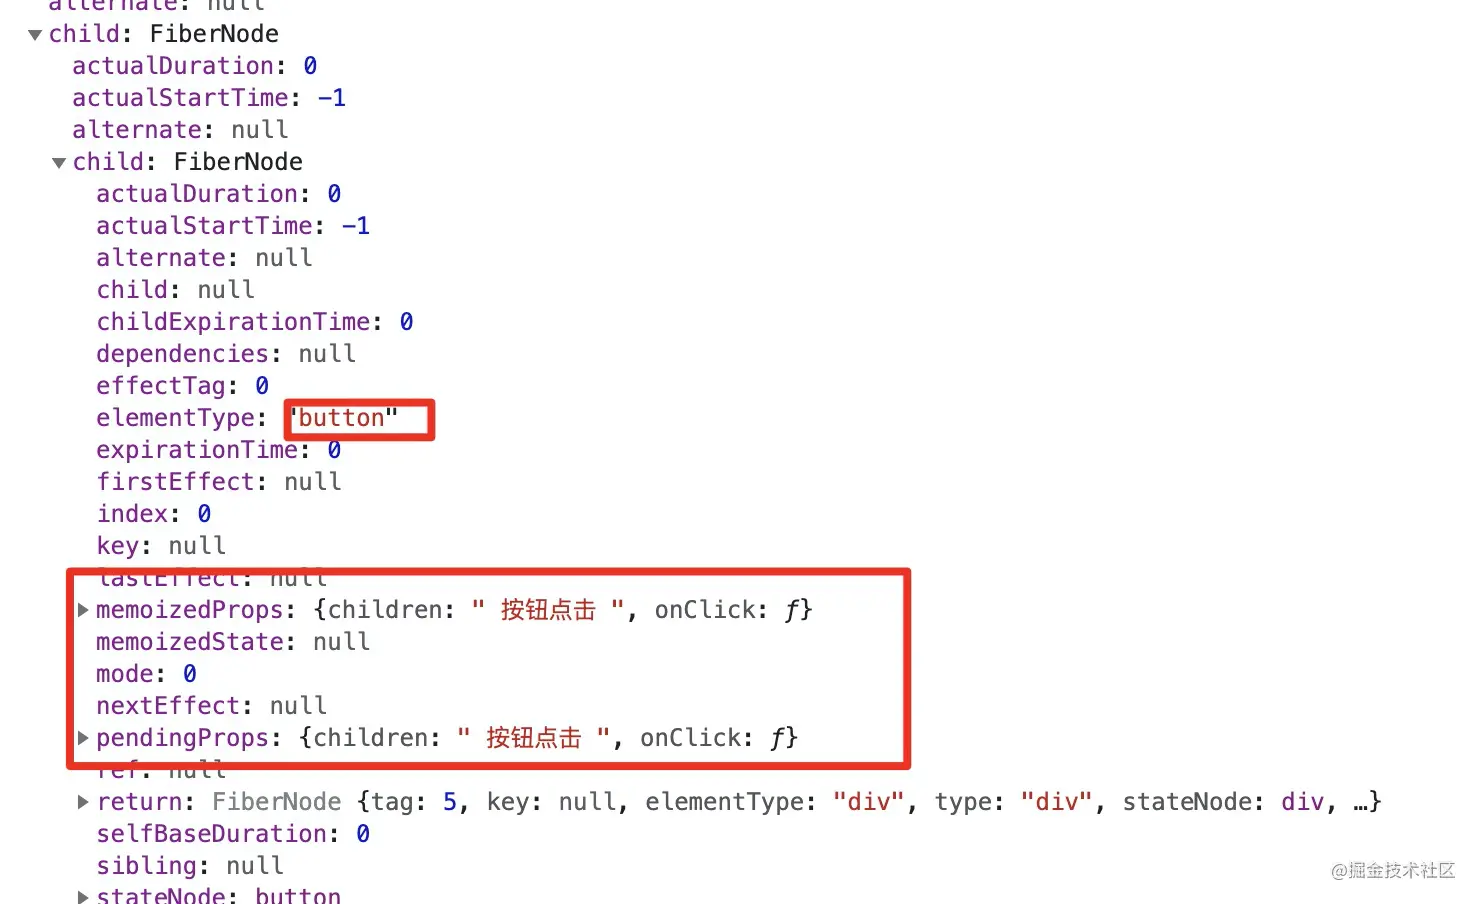 alternate: null
▼child: FiberNode
actualDuration: 0
actualStartTime: -1
alternate: null
▼child: FiberNode
actualDuration: 0
actualStartTime: -1
alternate: null
child: null
childExpirationTime: 0
dependencies: null
effectTag: 0
elementType: "button"
expirationTime: 0
firstEffect: null
index: 0
key: null
lastEffect: null
▶memoizedProps: {children: " 按钮点击 ", onClick: ƒ}
memoizedState: null
mode: 0
nextEffect: null
▶pendingProps: {children: " 按钮点击 ", onClick: ƒ}
ref: null
▶return: FiberNode {tag: 5, key: null, elementType: "div", type: "div", stateNode: div, …}
selfBaseDuration: 0
sibling: null
▶stateNode: button
@掘金技术社区